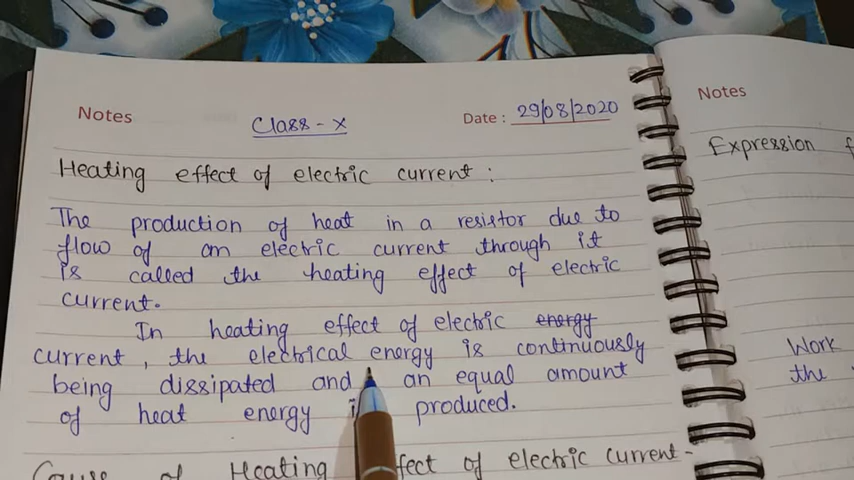 Notes
Class - X
Date : 29/08/2020
Heating effect of electric current :
The production of heat in a resistor due to
flow of an electric current through it
is called the heating effect of electric
current.
In heating effect of electric energy
current, the electrical energy is continuously
being dissipated and an equal amount
of heat energy produced.
Cause of Heating effect of electric current-
Notes
Expression
Work
the